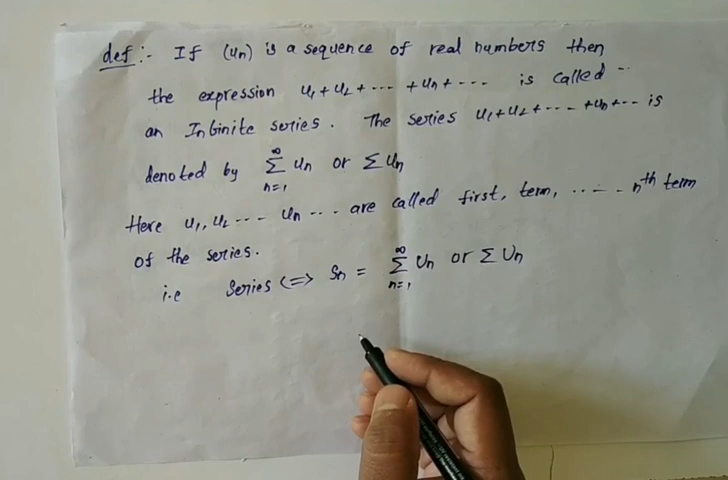 def :- If (un) is a sequence of real numbers then
the expression u₁ + u₂ + ---- + un + --- is called
an Infinite series. The series u₁ + u₂ + --- + un + -- is
denoted by ∞∑n=1 un or ∑ un
Here u₁, u₂ --- un --- are called first, term, ---- nth term
of the series.
i.e Series <=> Sn = ∞∑n=1 Un or ∑ Un